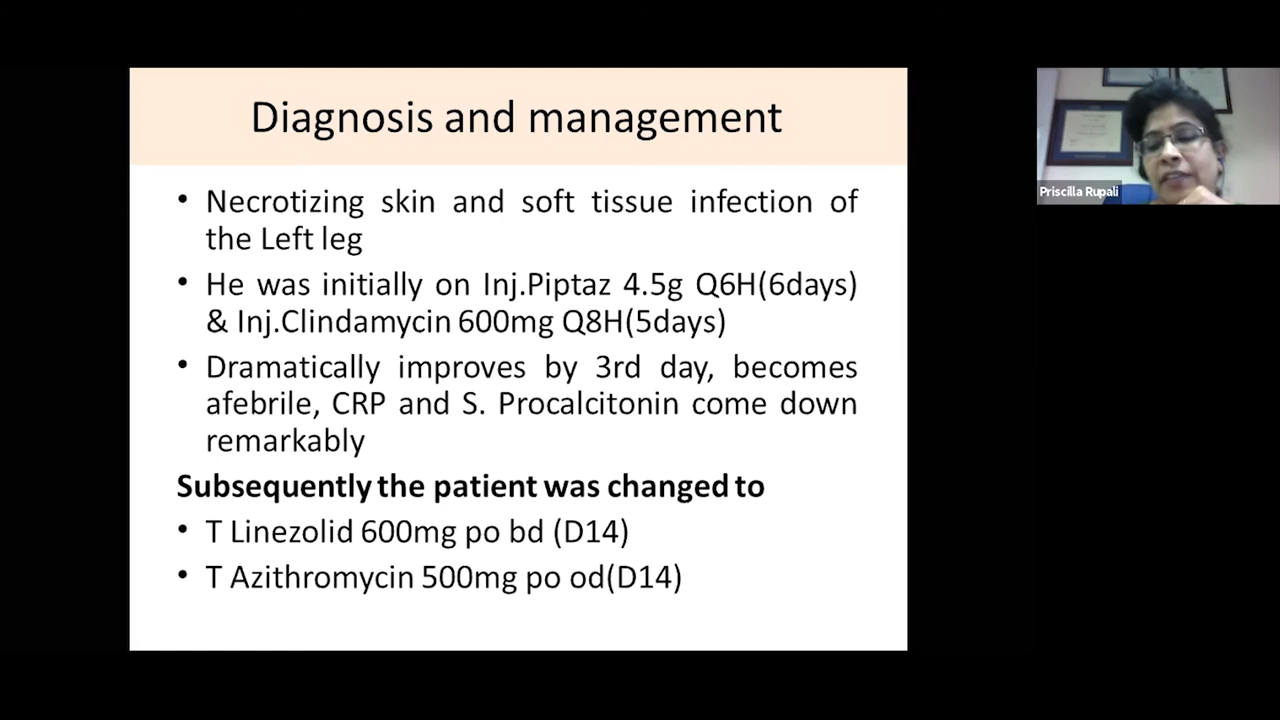 Diagnosis and management
• Necrotizing skin and soft tissue infection of
the Left leg
• He was initially on Inj.Piptaz 4.5g Q6H(6days)
& Inj.Clindamycin 600mg Q8H(5days)
• Dramatically improves by 3rd day, becomes
afebrile, CRP and S. Procalcitonin come down
remarkably
Subsequently the patient was changed to
• T Linezolid 600mg po bd (D14)
• T Azithromycin 500mg po od(D14)
Priscilla Rupali